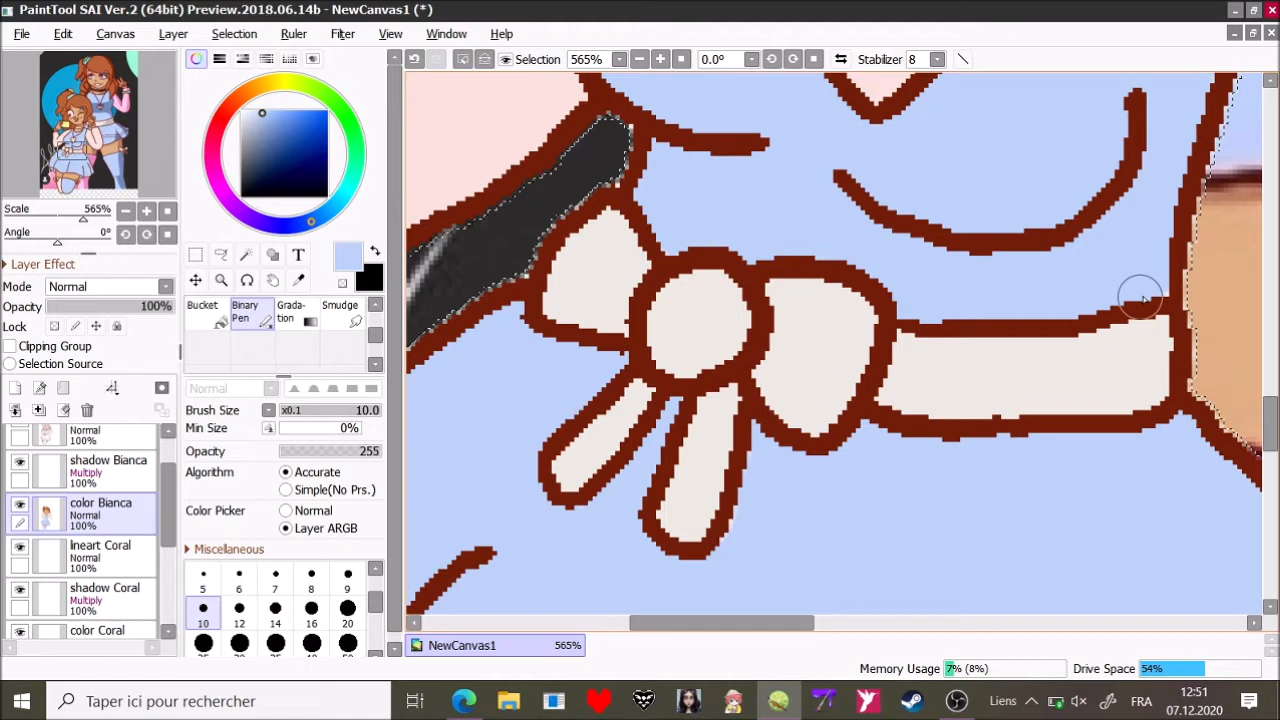 PaintTool SAI Ver.2 (64bit) Preview.2018.06.14b - NewCanvas1 (*)
File Edit Canvas Layer Selection Ruler Filter View Window Help
Selection 565% 0.0° Stabilizer 8
Scale 565%
Angle 0°
Layer Effect
Mode Normal
Opacity 100%
Lock
Clipping Group
Selection Source
Normal
100%
shadow Bianca
Multiply
100%
color Bianca
Normal
100%
lineart Coral
Normal
100%
shadow Coral
Multiply
100%
color Coral
T
Bucket Binary Pen Gradation Smudge
Normal
Brush Size x0.1 10.0
Min Size 0%
Opacity 255
Algorithm Accurate
Simple(No Prs.)
Color Picker Normal
Layer ARGB
Miscellaneous
5 6 7 8 9
10 12 14 16 20
NewCanvas1 565%
Memory Usage 7% (8%) Drive Space 54%
Taper ici pour rechercher
Liens FRA 12:51
07.12.2020